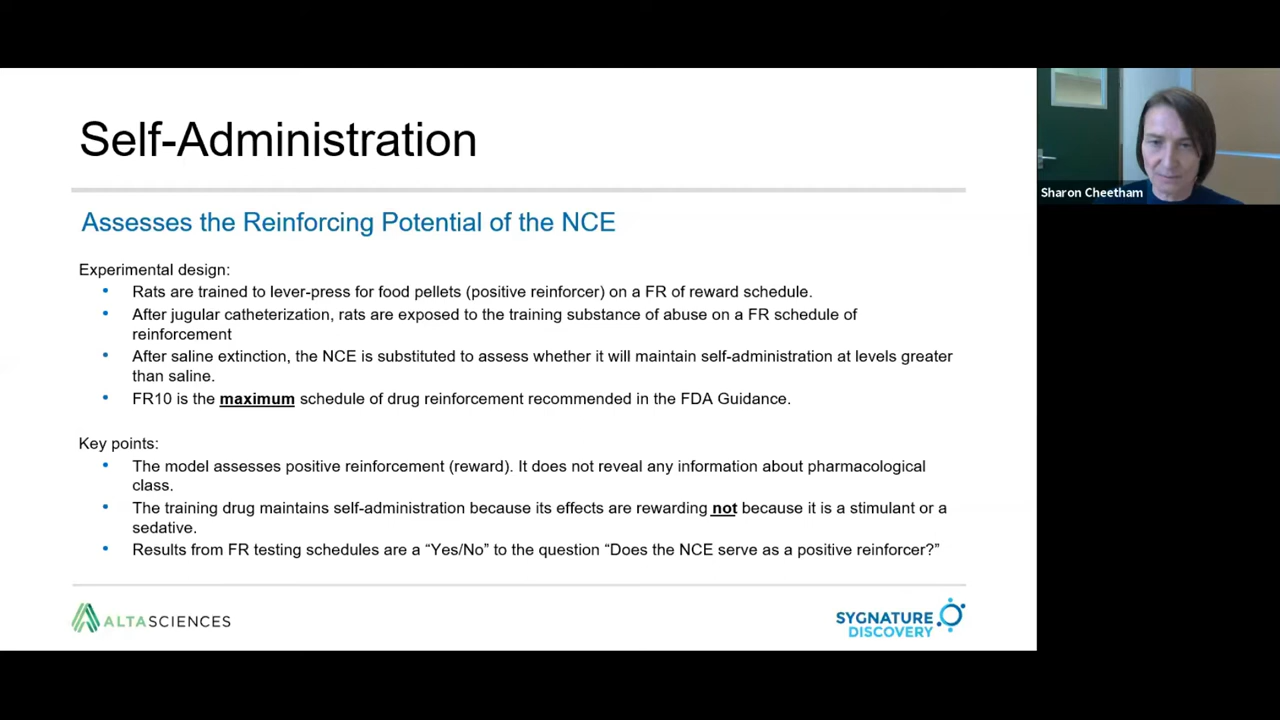 Self-Administration
Sharon Cheetham
Assesses the Reinforcing Potential of the NCE
Experimental design:
• Rats are trained to lever-press for food pellets (positive reinforcer) on a FR of reward schedule.
• After jugular catheterization, rats are exposed to the training substance of abuse on a FR schedule of
reinforcement
• After saline extinction, the NCE is substituted to assess whether it will maintain self-administration at levels greater
than saline.
• FR10 is the maximum schedule of drug reinforcement recommended in the FDA Guidance.
Key points:
• The model assesses positive reinforcement (reward). It does not reveal any information about pharmacological
class.
• The training drug maintains self-administration because its effects are rewarding not because it is a stimulant or a
sedative.
• Results from FR testing schedules are a “Yes/No” to the question “Does the NCE serve as a positive reinforcer?”
ALTASCIENCES
SYGNATURE
DISCOVERY